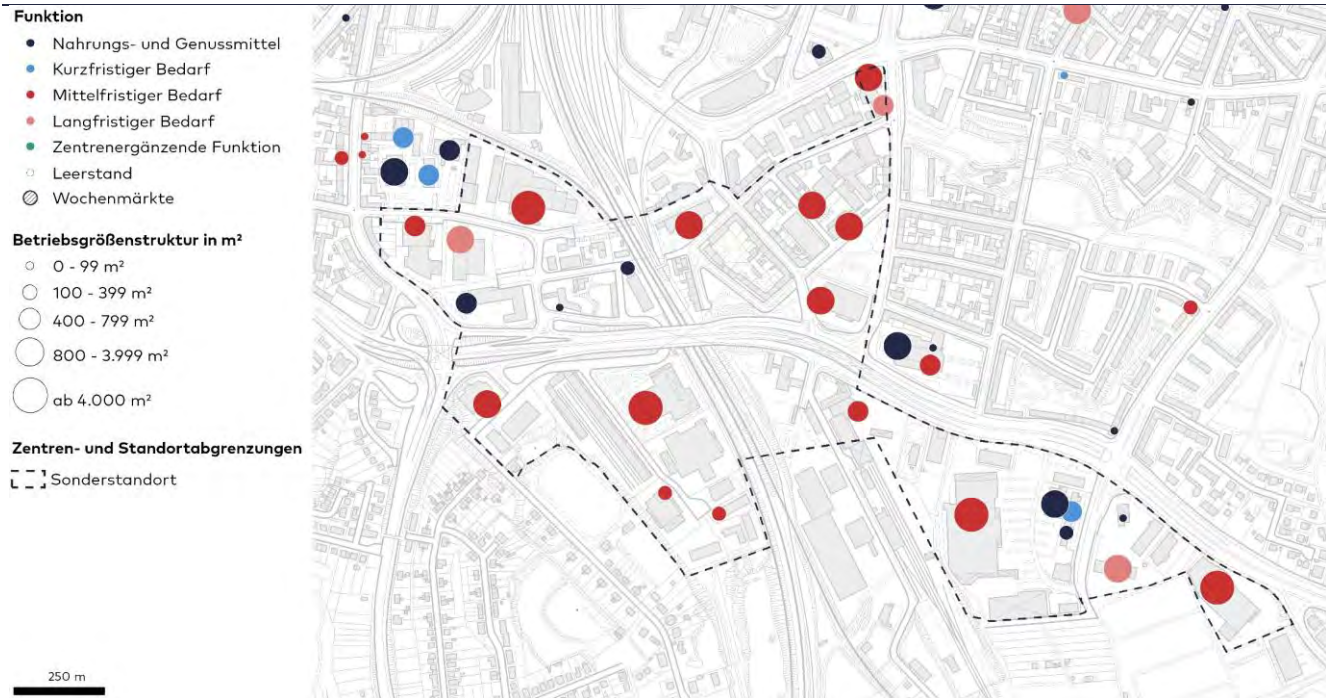 Funktion
Nahrungs- und Genussmittel
Kurzfristiger Bedarf
Mittelfristiger Bedarf
Langfristiger Bedarf
Zentrenergänzende Funktion
Leerstand
Wochenmärkte
Betriebsgrößenstruktur in m²
0 - 99 m²
100 - 399 m²
400 - 799 m²
800 - 3.999 m²
ab 4.000 m²
Zentren- und Standortabgrenzungen
Sonderstandort
250 m